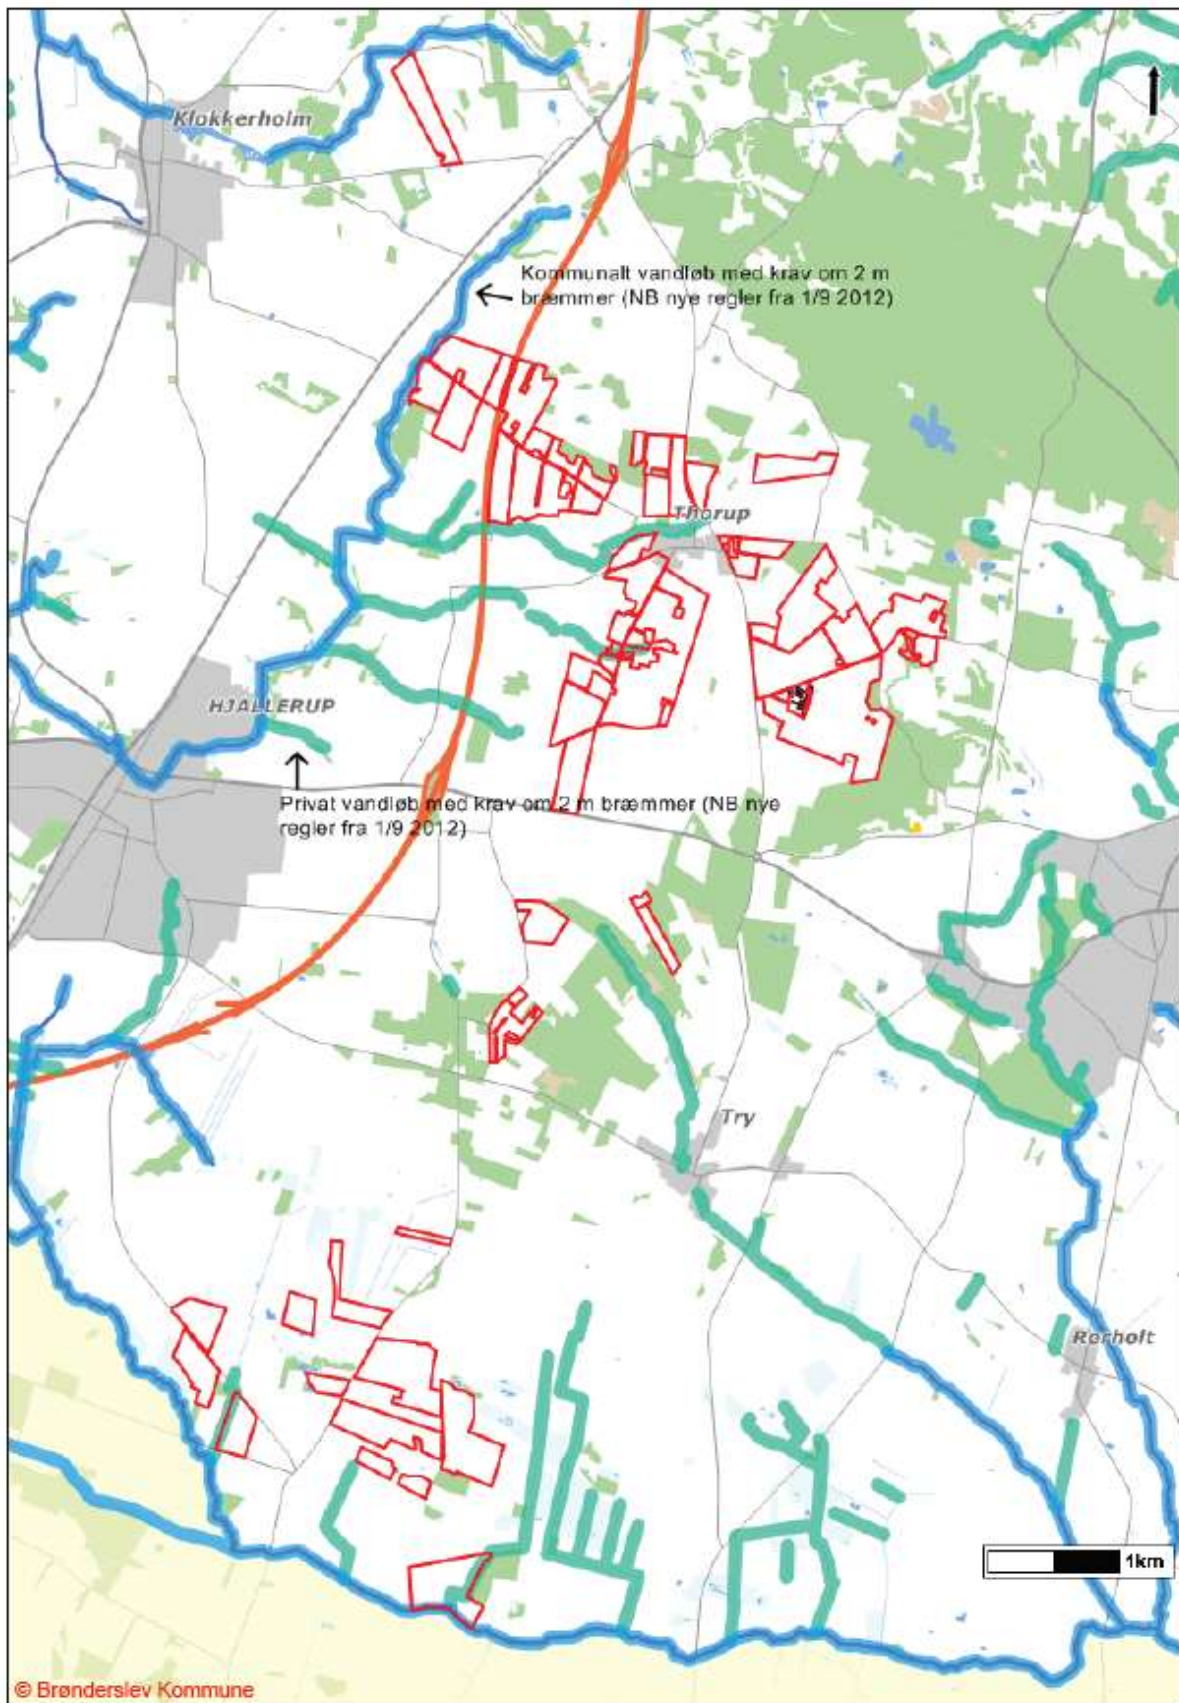 Klokkerholm
Kommunalt vandløb med krav om 2 m
bræmmer (NB nye regler fra 1/9 2012)
Thorup
HJALLERUP
Privat vandløb med krav om 2 m bræmmer (NB nye
regler fra 1/9 2012)
Try
Rørholt
1km
© Brønderslev Kommune